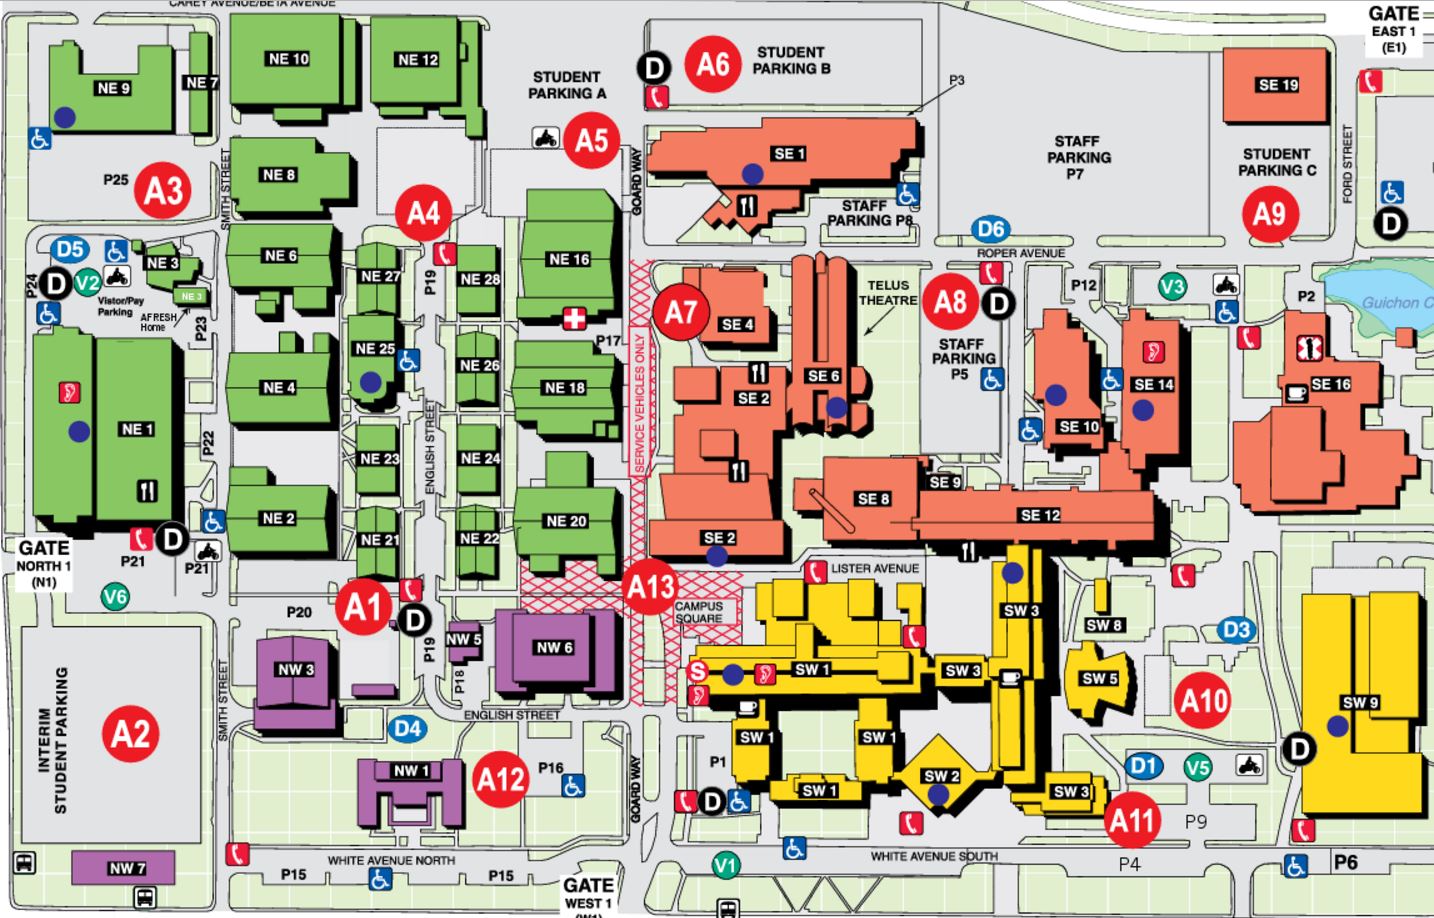 CAREY AVENUE/BETA AVENUE
GATE
EAST 1
(E1)
NE 10
NE 12
NE 9
NE 7
D
A6
STUDENT
PARKING B
P3
SE 19
STUDENT
PARKING A
A5
SE 1
STAFF
PARKING
P7
STUDENT
PARKING C
FORD STREET
P25
A3
SMITH STREET
NE 8
A4
GOARD WAY
STAFF
PARKING P8
A9
D
D5
NE 3
NE 6
NE 27
P19
NE 28
NE 16
D6
ROPER AVENUE
P24
D
V2
Vistor/Pay
Parking
NE 3
AFRESH
Home
P23
A7
SE 4
TELUS
THEATRE
A8
D
P12
V3
P2
Guichon C
NE 25
P17
SERVICE VEHICLES ONLY
STAFF
PARKING
P5
NE 4
NE 26
NE 18
SE 2
SE 6
SE 14
SE 16
NE 1
P22
NE 23
ENGLISH STREET
NE 24
SE 10
NE 2
NE 21
NE 22
NE 20
SE 8
SE 9
SE 12
SE 2
GATE
NORTH 1
(N1)
P21
D
P21
V6
P20
A1
D
A13
LISTER AVENUE
CAMPUS
SQUARE
SW 3
SW 8
D3
NW 3
P19
NW 5
P18
NW 6
S
SW 1
SW 3
SW 5
A10
SW 9
INTERIM
STUDENT PARKING
A2
SMITH STREET
D4
ENGLISH STREET
SW 1
SW 1
D
NW 1
A12
P16
GOARD WAY
P1
D
SW 1
SW 2
SW 3
D1
V5
A11
P9
NW 7
WHITE AVENUE NORTH
P15
P15
V1
WHITE AVENUE SOUTH
P4
P6
GATE
WEST 1
(W1)